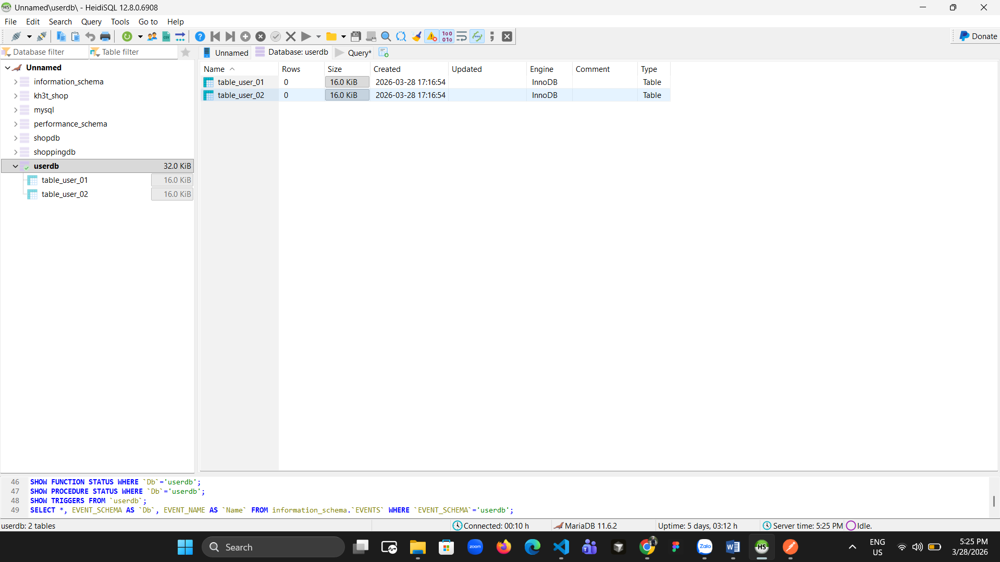 Unnamed\userdb\ - HeidiSQL 12.8.0.6908
File Edit Search Query Tools Go to Help
Donate
Database filter Table filter
Unnamed Database: userdb Query*
Unnamed
information_schema
kh3t_shop
mysql
performance_schema
shopdb
shoppingdb
userdb 32.0 KiB
table_user_01 16.0 KiB
table_user_02 16.0 KiB
Name Rows Size Created Updated Engine Comment Type
table_user_01 0 16.0 KiB 2026-03-28 17:16:54 InnoDB Table
table_user_02 0 16.0 KiB 2026-03-28 17:16:54 InnoDB Table
46 SHOW FUNCTION STATUS WHERE `Db`='userdb';
47 SHOW PROCEDURE STATUS WHERE `Db`='userdb';
48 SHOW TRIGGERS FROM `userdb`;
49 SELECT *, EVENT_SCHEMA AS `Db`, EVENT_NAME AS `Name` FROM information_schema.`EVENTS` WHERE `EVENT_SCHEMA`='userdb';
userdb: 2 tables Connected: 00:10 h MariaDB 11.6.2 Uptime: 5 days, 03:12 h Server time: 5:25 PM Idle.
Search
zoom
Zalo
HS
ENG
US
5:25 PM
3/28/2026